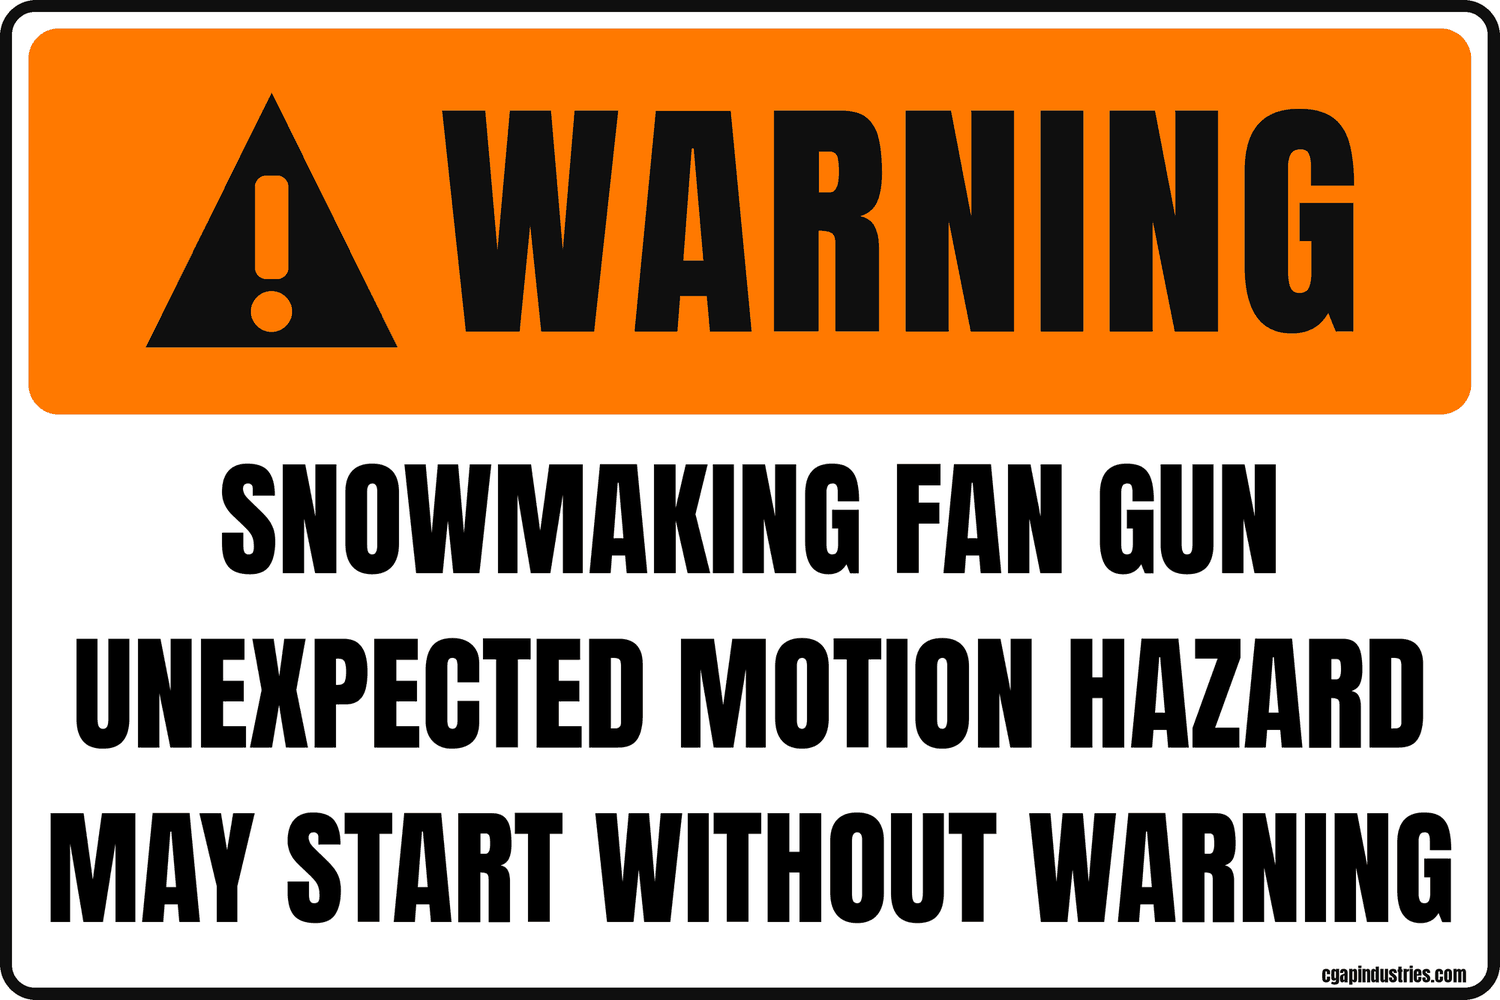 WARNING
SNOWMAKING FAN GUN
UNEXPECTED MOTION HAZARD
MAY START WITHOUT WARNING
cgapindustries.com